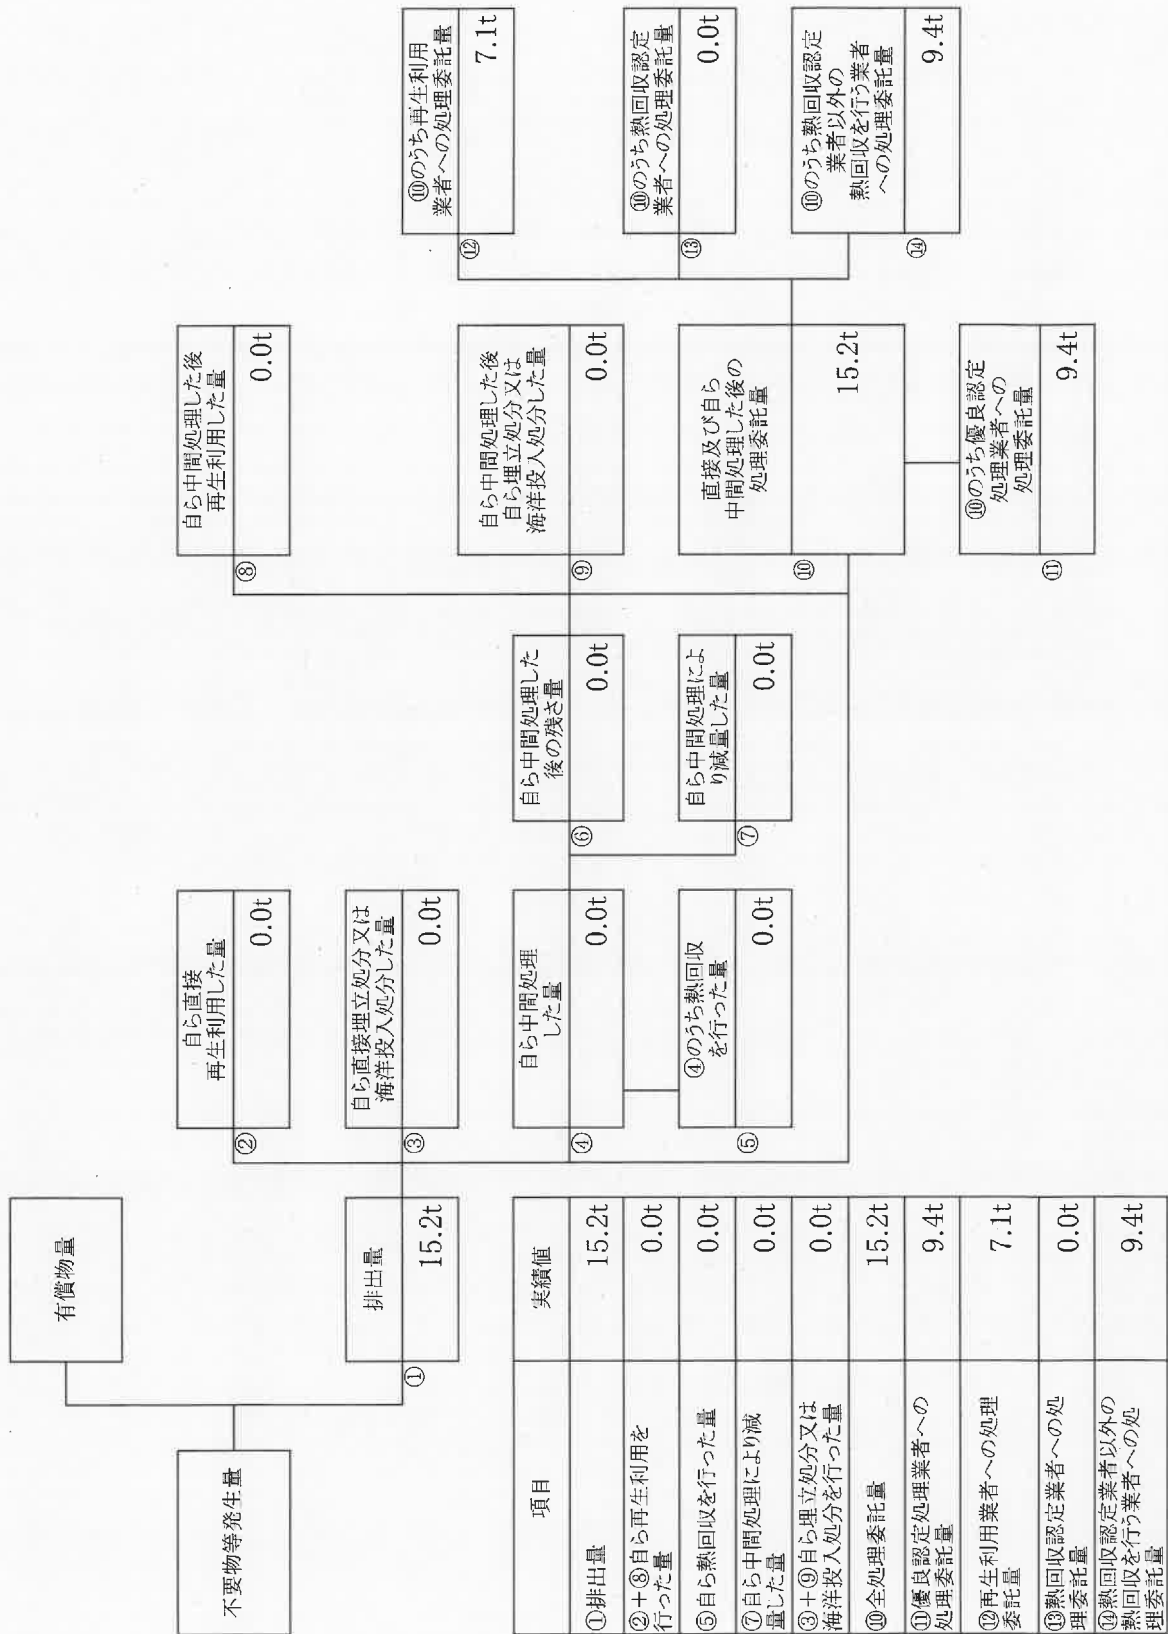 不要物等発生量
有償物量
排出量
①
15.2t
自ら直接
再生利用した量
②
0.0t
自ら直接埋立処分又は
海洋投入処分した量
③
0.0t
自ら中間処理
した量
④
0.0t
④のうち熱回収
を行った量
⑤
0.0t
自ら中間処理した
後の残さ量
⑥
0.0t
自ら中間処理によ
り減量した量
⑦
0.0t
自ら中間処理した後
再生利用した量
⑧
0.0t
自ら中間処理した後
自ら埋立処分又は
海洋投入処分した量
⑨
0.0t
直接及び自ら
中間処理した後の
処理委託量
⑩
15.2t
⑩のうち優良認定
処理業者への
処理委託量
⑪
9.4t
⑩のうち再生利用
業者への処理委託量
⑫
7.1t
⑩のうち熱回収認定
業者への処理委託量
⑬
0.0t
⑩のうち熱回収認定
業者以外の
熱回収を行う業者
への処理委託量
⑭
9.4t
項目 実績値
①排出量 15.2t
②+⑧自ら再生利用を
行った量 0.0t
⑤自ら熱回収を行った量 0.0t
⑦自ら中間処理により減
量した量 0.0t
③+⑨自ら埋立処分又は
海洋投入処分を行った量 0.0t
⑩全処理委託量 15.2t
⑪優良認定処理業者への
処理委託量 9.4t
⑫再生利用業者への処理
委託量 7.1t
⑬熱回収認定業者への処
理委託量 0.0t
⑭熱回収認定業者以外の
熱回収を行う業者への処
理委託量 9.4t